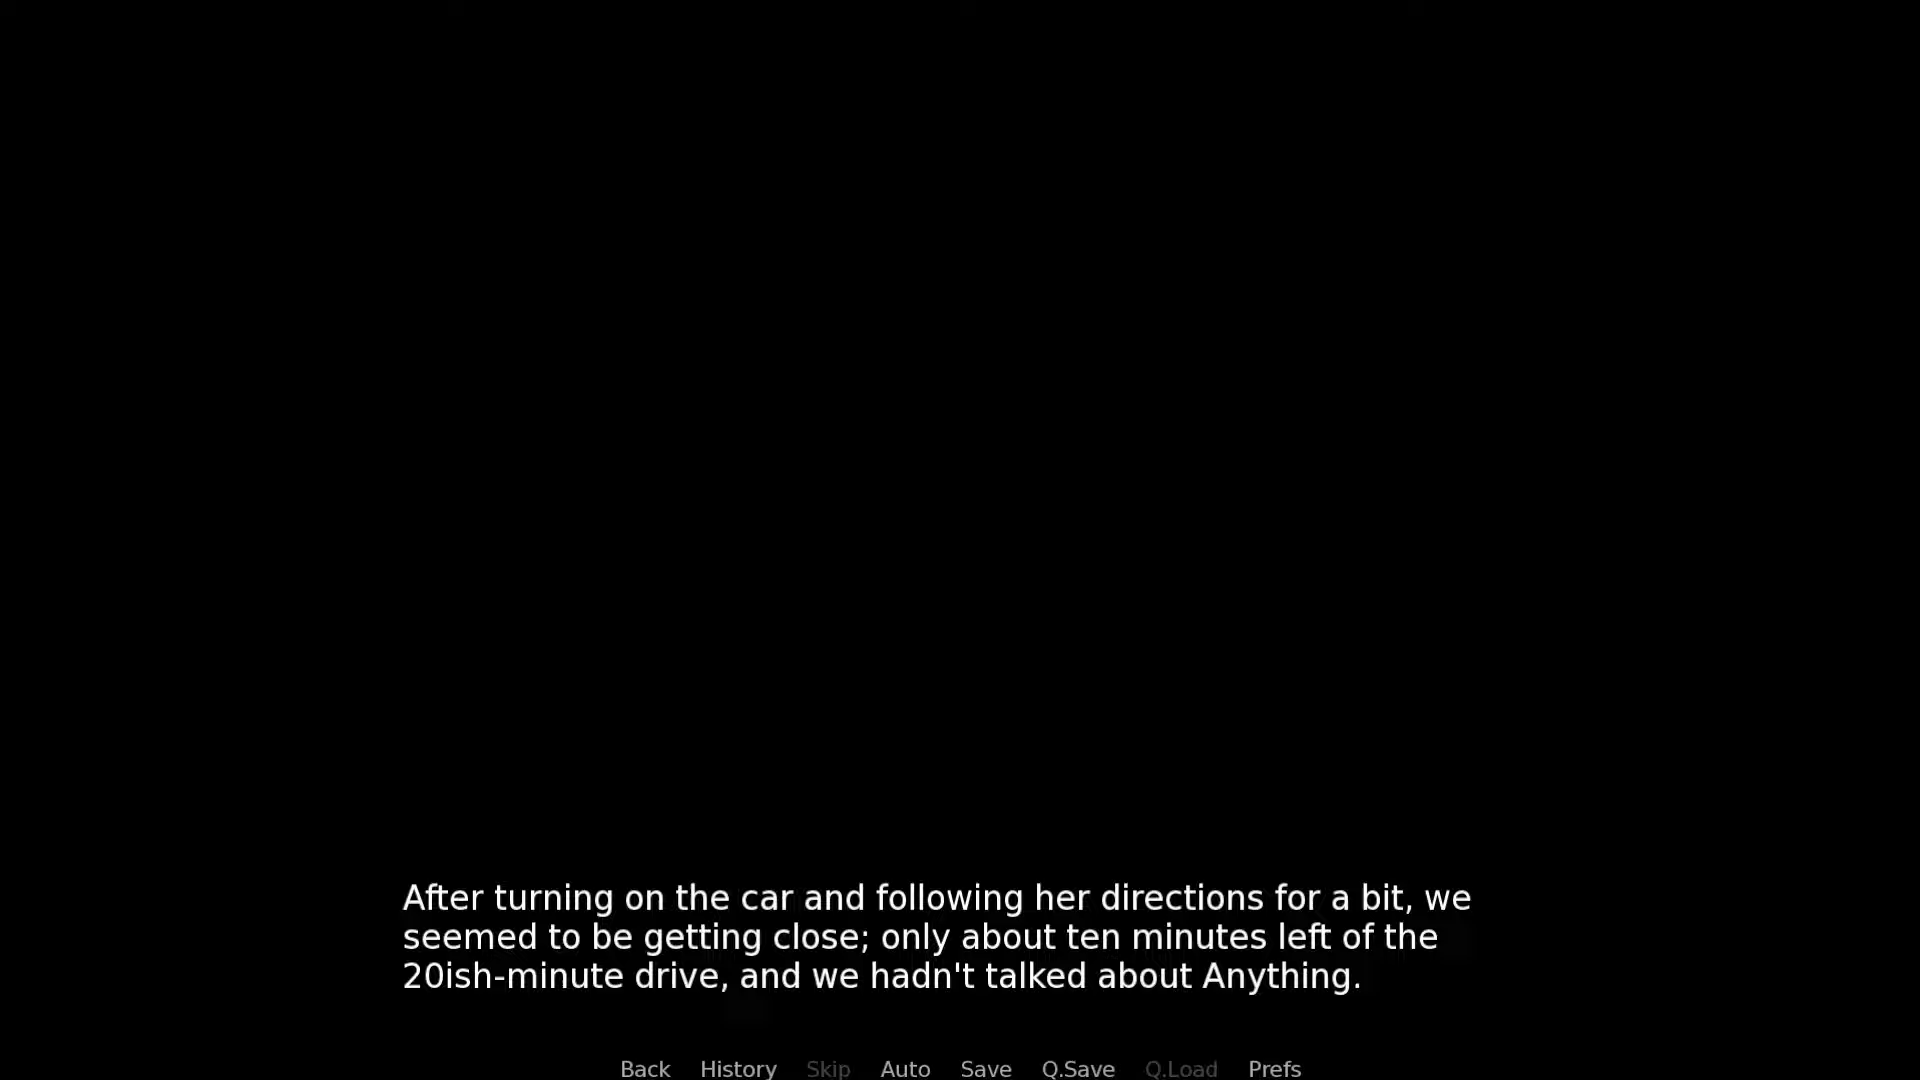 After turning on the car and following her directions for a bit, we
seemed to be getting close; only about ten minutes left of the
20ish-minute drive, and we hadn't talked about Anything.
Back History Skip Auto Save Q.Save Q.Load Prefs